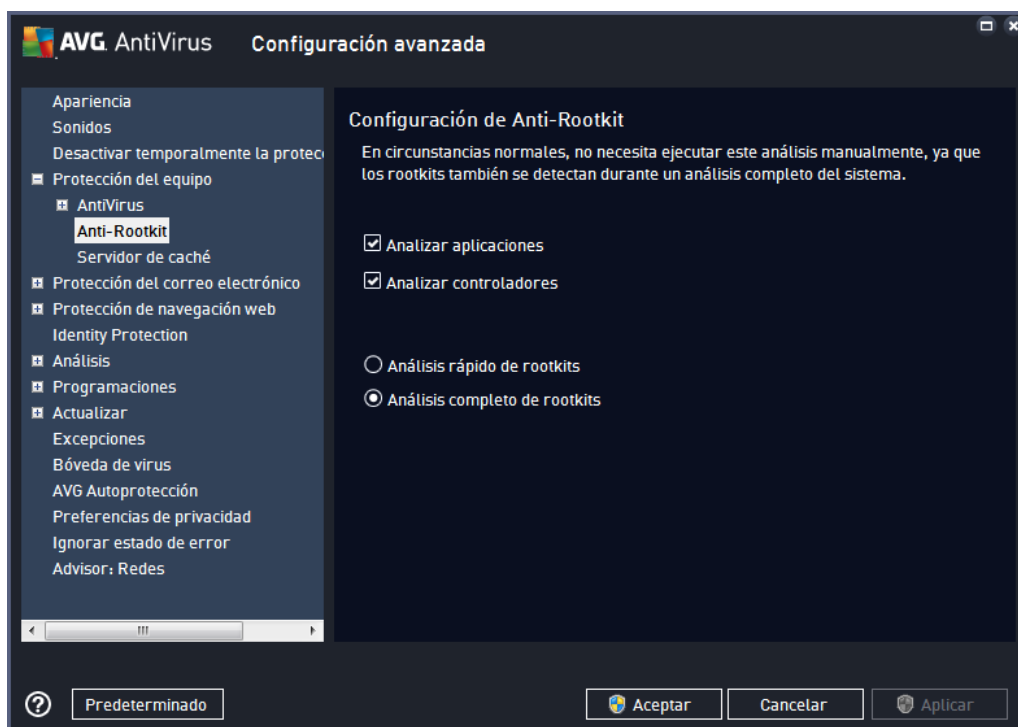 AVG. AntiVirus
Configuración avanzada
Apariencia
Sonidos
Desactivar temporalmente la protec
Protección del equipo
AntiVirus
Anti-Rootkit
Servidor de caché
Protección del correo electrónico
Protección de navegación web
Identity Protection
Análisis
Programaciones
Actualizar
Excepciones
Bóveda de virus
AVG Autoprotección
Preferencias de privacidad
Ignorar estado de error
Advisor: Redes
Configuración de Anti-Rootkit
En circunstancias normales, no necesita ejecutar este análisis manualmente, ya que
los rootkits también se detectan durante un análisis completo del sistema.
Analizar aplicaciones
Analizar controladores
Análisis rápido de rootkits
Análisis completo de rootkits
?
Predeterminado
Aceptar
Cancelar
Aplicar